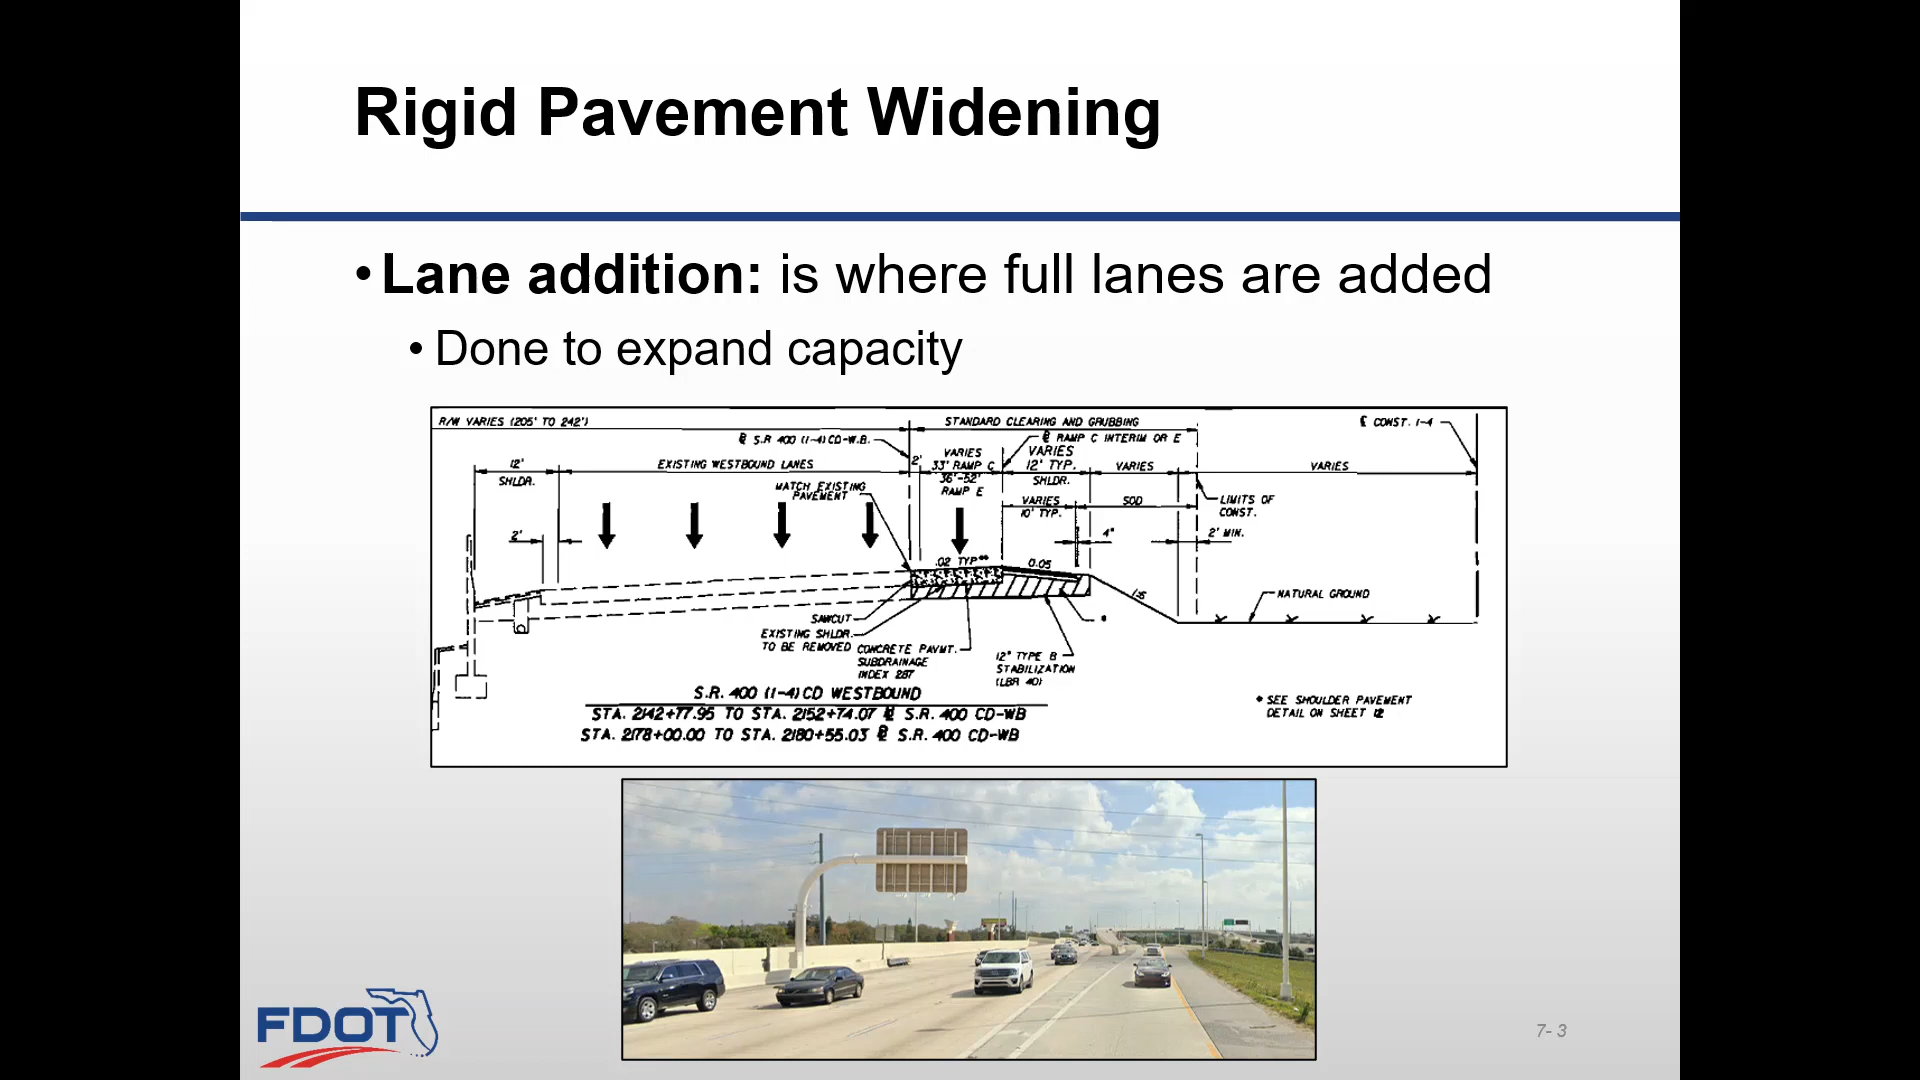 Rigid Pavement Widening
• Lane addition: is where full lanes are added
• Done to expand capacity
R/W VARIES (205' TO 242')
STANDARD CLEARING AND GRUBBING
℄ CONST. I-4
S.R 400 (I-4) CD-W.B.
RAMP C INTERIM OR E
12'
SHLDR.
EXISTING WESTBOUND LANES
2'
VARIES
33' RAMP C
36'-52'
RAMP E
VARIES
12' TYP.
SHLDR.
VARIES
VARIES
MATCH EXISTING
PAVEMENT
VARIES
10' TYP.
SOD
LIMITS OF
CONST.
2'
4"
2' MIN.
.02 TYP**
0.05
1:6
NATURAL GROUND
SAWCUT
EXISTING SHLDR.
TO BE REMOVED
CONCRETE PAVMT.
SUBDRAINAGE
INDEX 287
12" TYPE B
STABILIZATION
(LBR 40)
*
S.R. 400 (I-4) CD WESTBOUND
STA. 2142+77.95 TO STA. 2152+74.07 S.R. 400 CD-WB
STA. 2178+00.00 TO STA. 2180+55.03 S.R. 400 CD-WB
* SEE SHOULDER PAVEMENT
DETAIL ON SHEET 12
FDOT
7- 3